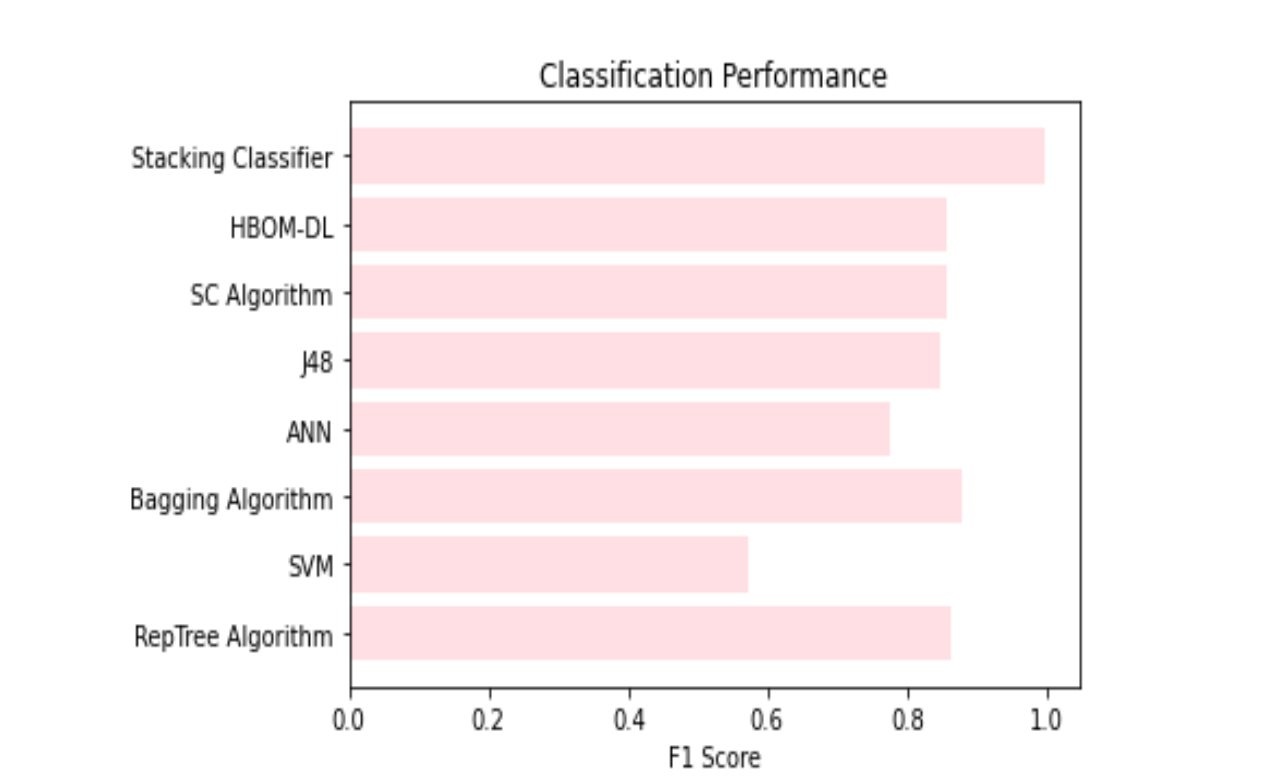 Classification Performance
Stacking Classifier
HBOM-DL
SC Algorithm
J48
ANN
Bagging Algorithm
SVM
RepTree Algorithm
0.0 0.2 0.4 0.6 0.8 1.0
F1 Score